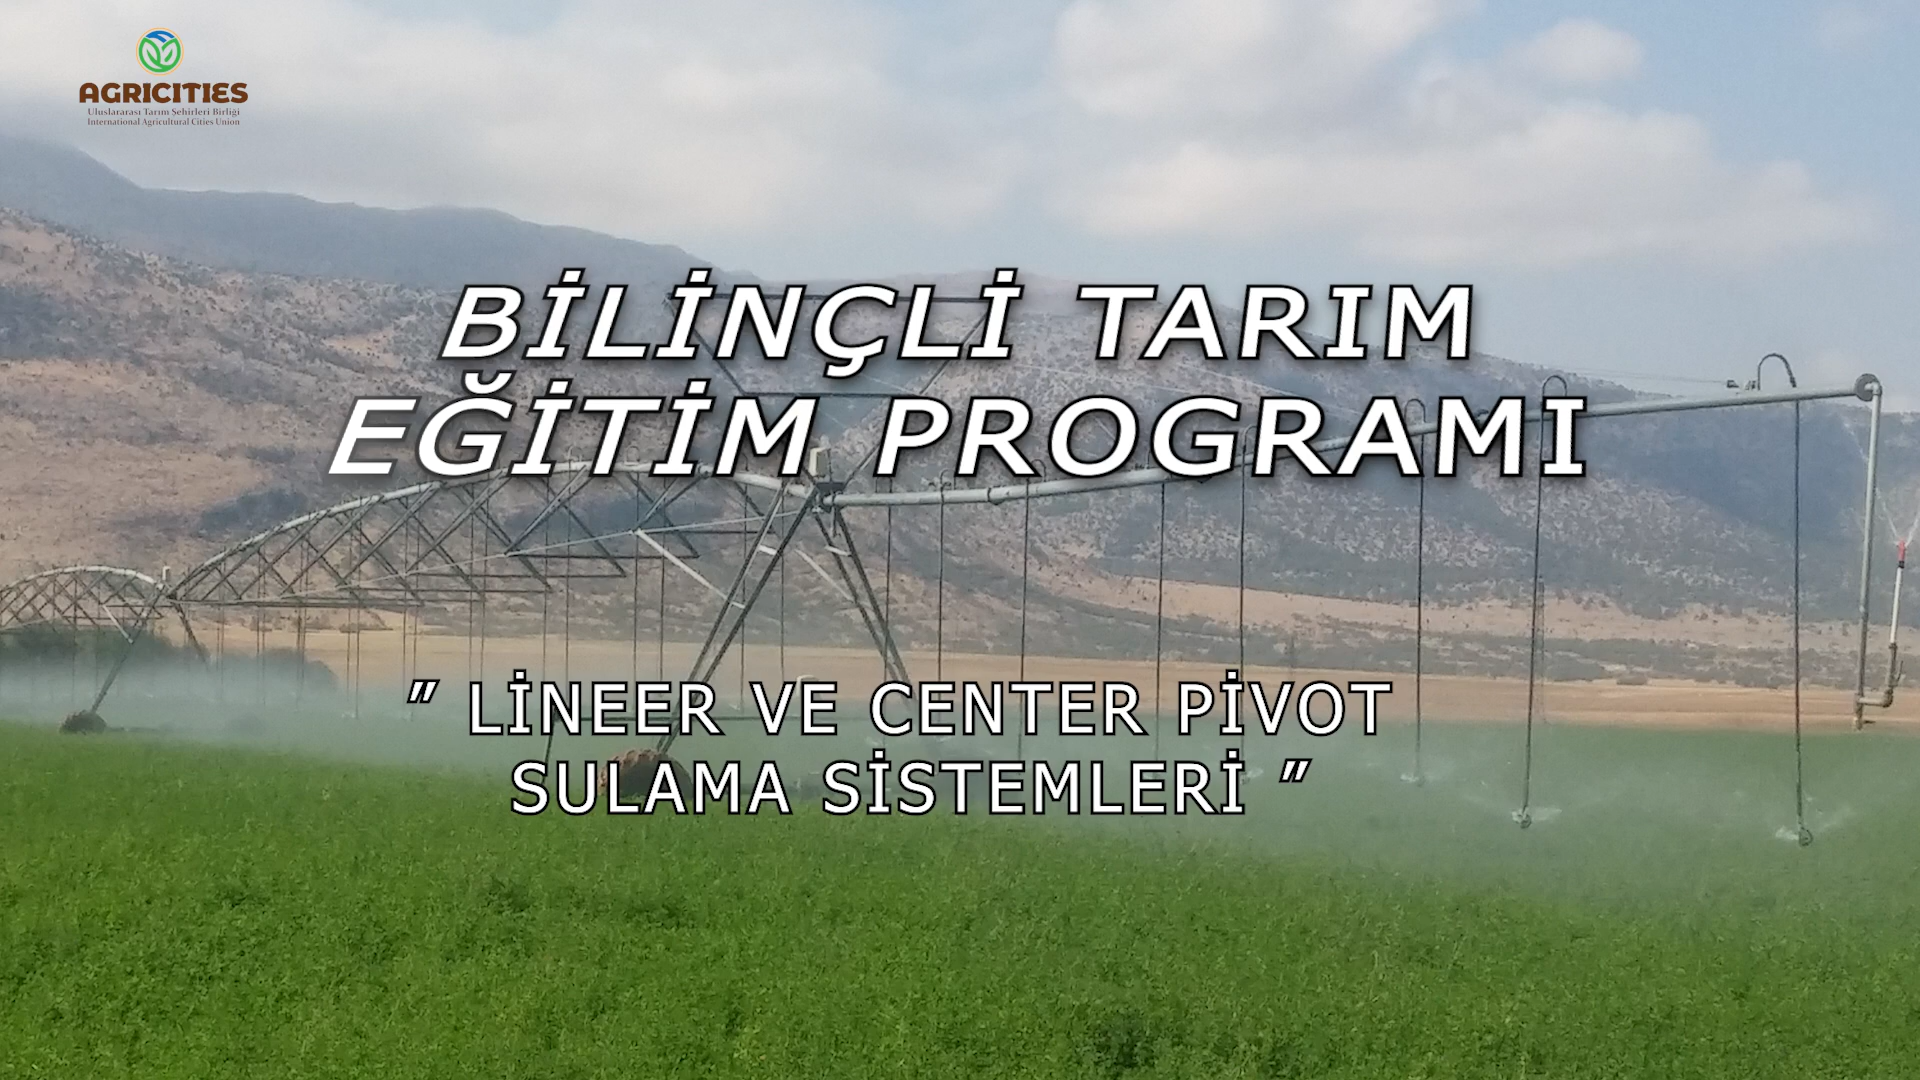 AGRICITIES
Uluslararası Tarım Şehirleri Birliği
International Agricultural Cities Union
BİLİNÇLİ TARIM
EĞİTİM PROGRAMI
" LİNEER VE CENTER PİVOT
SULAMA SİSTEMLERİ "